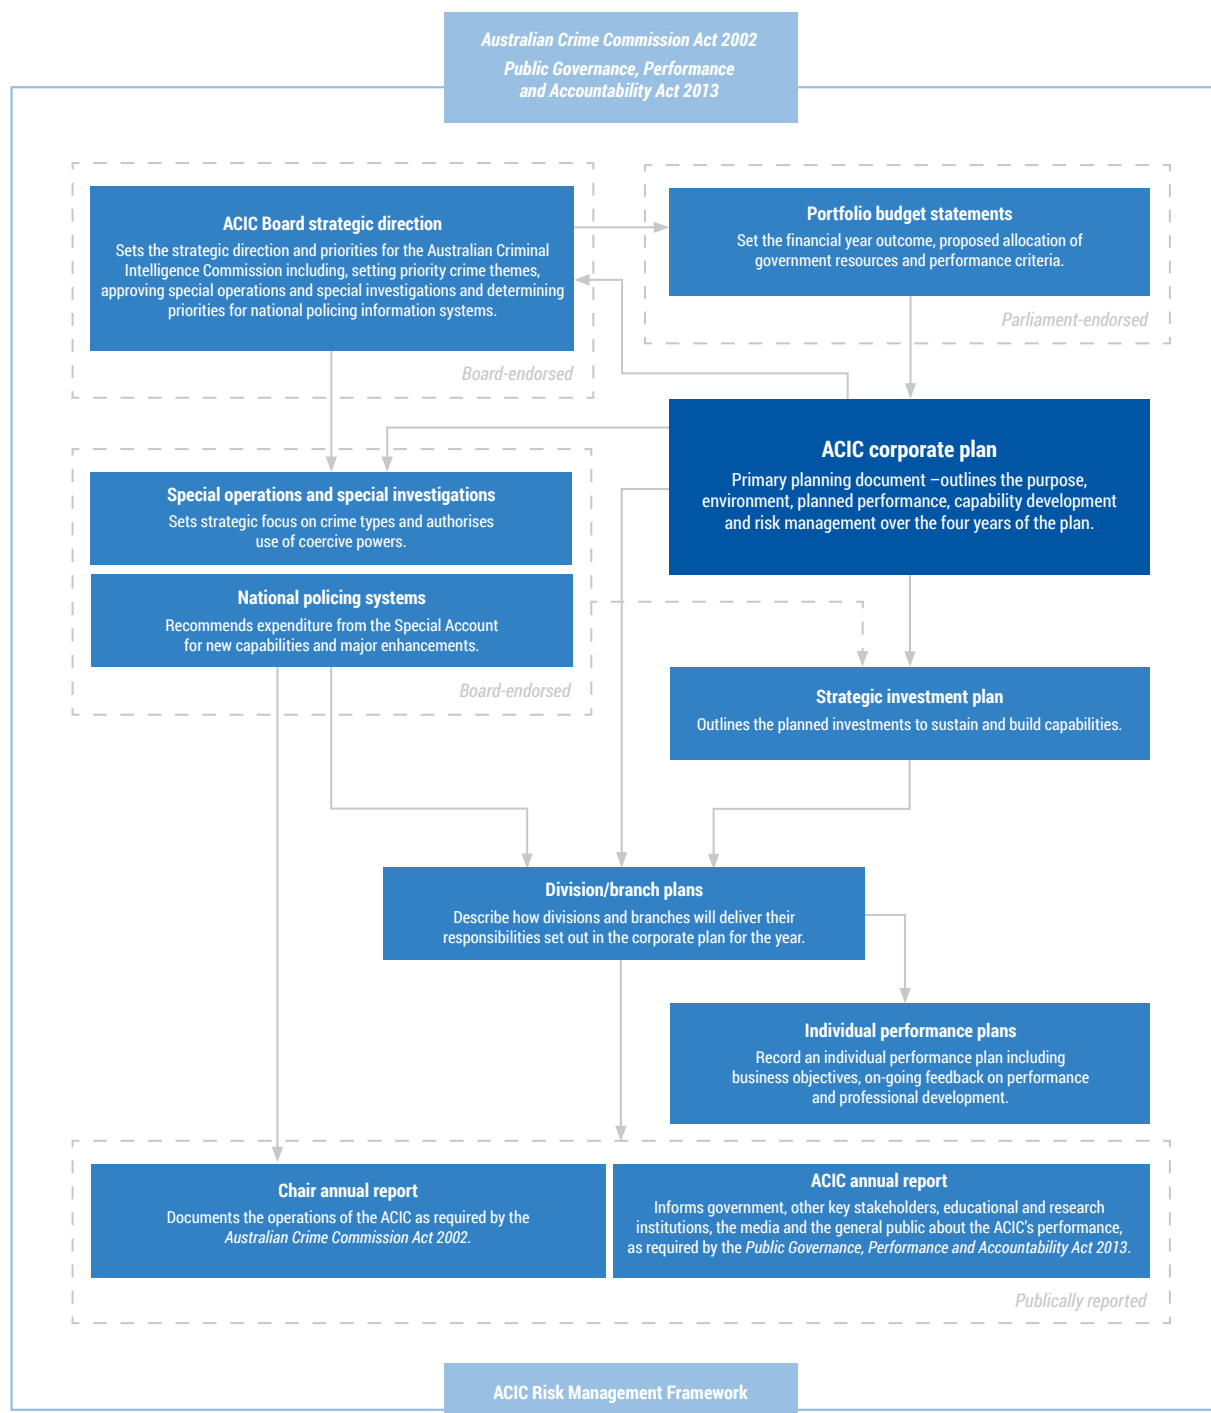 Australian Crime Commission Act 2002
Public Governance, Performance
and Accountability Act 2013
ACIC Board strategic direction
Sets the strategic direction and priorities for the Australian Criminal
Intelligence Commission including, setting priority crime themes,
approving special operations and special investigations and determining
priorities for national policing information systems.
Board-endorsed
Portfolio budget statements
Set the financial year outcome, proposed allocation of
government resources and performance criteria.
Parliament-endorsed
ACIC corporate plan
Primary planning document –outlines the purpose,
environment, planned performance, capability development
and risk management over the four years of the plan.
Special operations and special investigations
Sets strategic focus on crime types and authorises
use of coercive powers.
National policing systems
Recommends expenditure from the Special Account
for new capabilities and major enhancements.
Board-endorsed
Strategic investment plan
Outlines the planned investments to sustain and build capabilities.
Division/branch plans
Describe how divisions and branches will deliver their
responsibilities set out in the corporate plan for the year.
Individual performance plans
Record an individual performance plan including
business objectives, on-going feedback on performance
and professional development.
Chair annual report
Documents the operations of the ACIC as required by the
Australian Crime Commission Act 2002.
ACIC annual report
Informs government, other key stakeholders, educational and research
institutions, the media and the general public about the ACIC's performance,
as required by the Public Governance, Performance and Accountability Act 2013.
Publically reported
ACIC Risk Management Framework